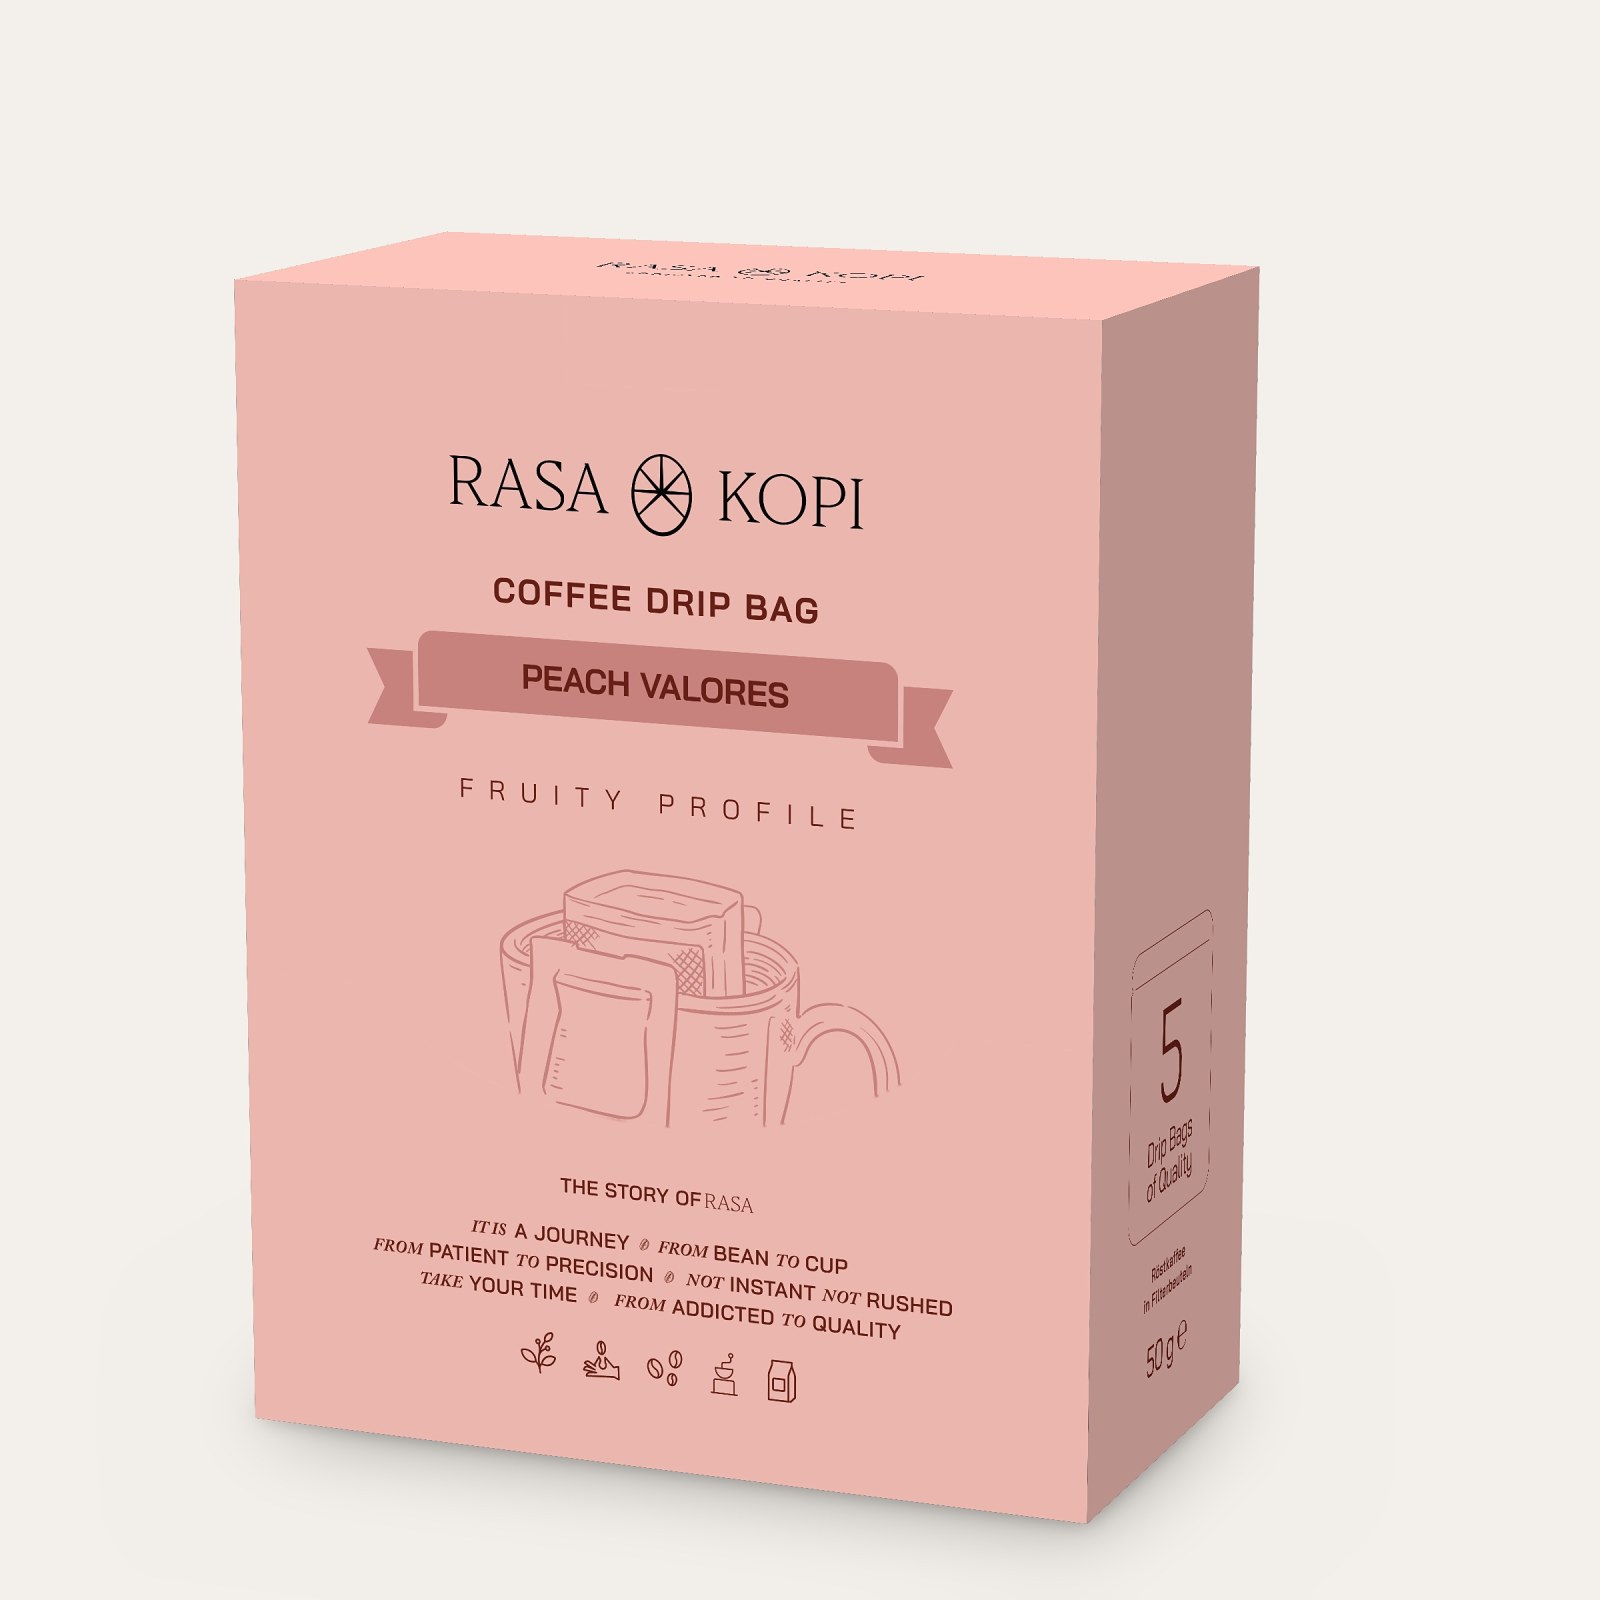 RASA KOPI
RASA KOPI
COFFEE DRIP BAG
PEACH VALORES
FRUITY PROFILE
THE STORY OF RASA
IT IS A JOURNEY FROM BEAN TO CUP
FROM PATIENT TO PRECISION NOT INSTANT NOT RUSHED
TAKE YOUR TIME FROM ADDICTED TO QUALITY
5
Drip Bags
of Quality
Röstkaffee
in Filterbeuteln
50 g ℮